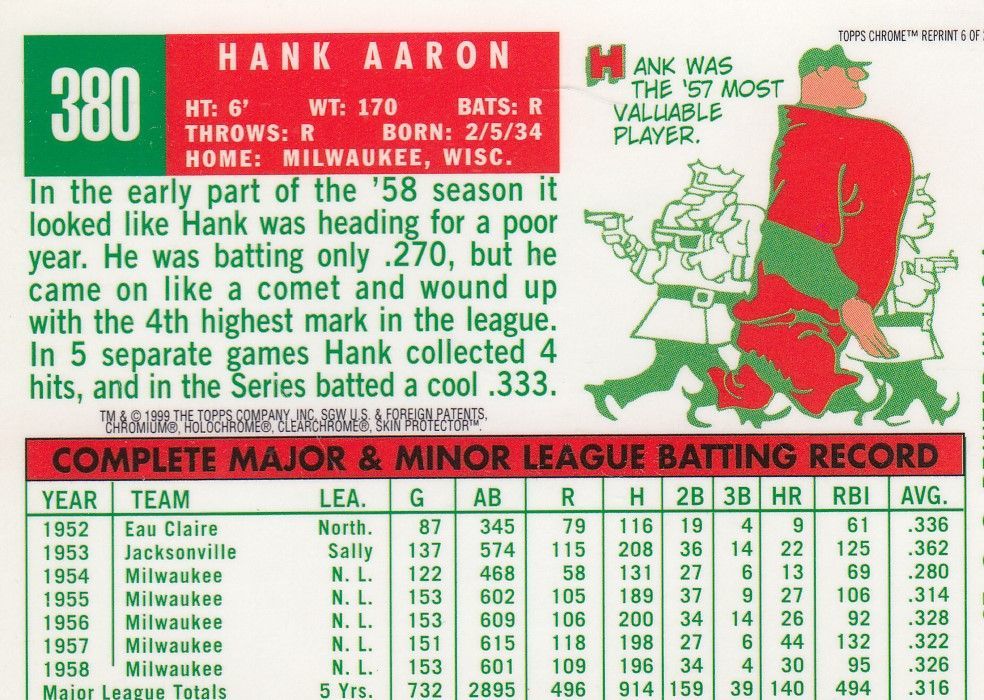 TOPPS CHROME™ REPRINT 6 OF
380
HANK AARON
HT: 6' WT: 170 BATS: R
THROWS: R BORN: 2/5/34
HOME: MILWAUKEE, WISC.
HANK WAS
THE '57 MOST
VALUABLE
PLAYER.
In the early part of the '58 season it
looked like Hank was heading for a poor
year. He was batting only .270, but he
came on like a comet and wound up
with the 4th highest mark in the league.
In 5 separate games Hank collected 4
hits, and in the Series batted a cool .333.
TM & © 1999 THE TOPPS COMPANY, INC. SGW U.S. & FOREIGN PATENTS,
CHROMIUM®, HOLOCHROME®, CLEARCHROME®, SKIN PROTECTOR™.
COMPLETE MAJOR & MINOR LEAGUE BATTING RECORD
YEAR TEAM LEA. G AB R H 2B 3B HR RBI AVG.
1952 Eau Claire North. 87 345 79 116 19 4 9 61 .336
1953 Jacksonville Sally 137 574 115 208 36 14 22 125 .362
1954 Milwaukee N. L. 122 468 58 131 27 6 13 69 .280
1955 Milwaukee N. L. 153 602 105 189 37 9 27 106 .314
1956 Milwaukee N. L. 153 609 106 200 34 14 26 92 .328
1957 Milwaukee N. L. 151 615 118 198 27 6 44 132 .322
1958 Milwaukee N. L. 153 601 109 196 34 4 30 95 .326
Major League Totals 5 Yrs. 732 2895 496 914 159 39 140 494 .316